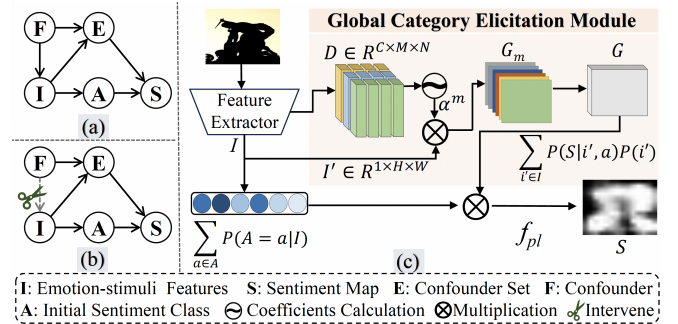 F E
I A S
(a)
F E
I A S
(b)
Global Category Elicitation Module
D ∈ R^{C×M×N}
G_m
G
Feature
Extractor
α^m
I
I′ ∈ R^{1×H×W}
∑_{i′∈I} P(S|i′, a)P(i′)
∑_{a∈A} P(A = a|I)
f_{pl}
S
(c)
I: Emotion-stimuli Features S: Sentiment Map E: Confounder Set F: Confounder
A: Initial Sentiment Class Coefficients Calculation Multiplication Intervene